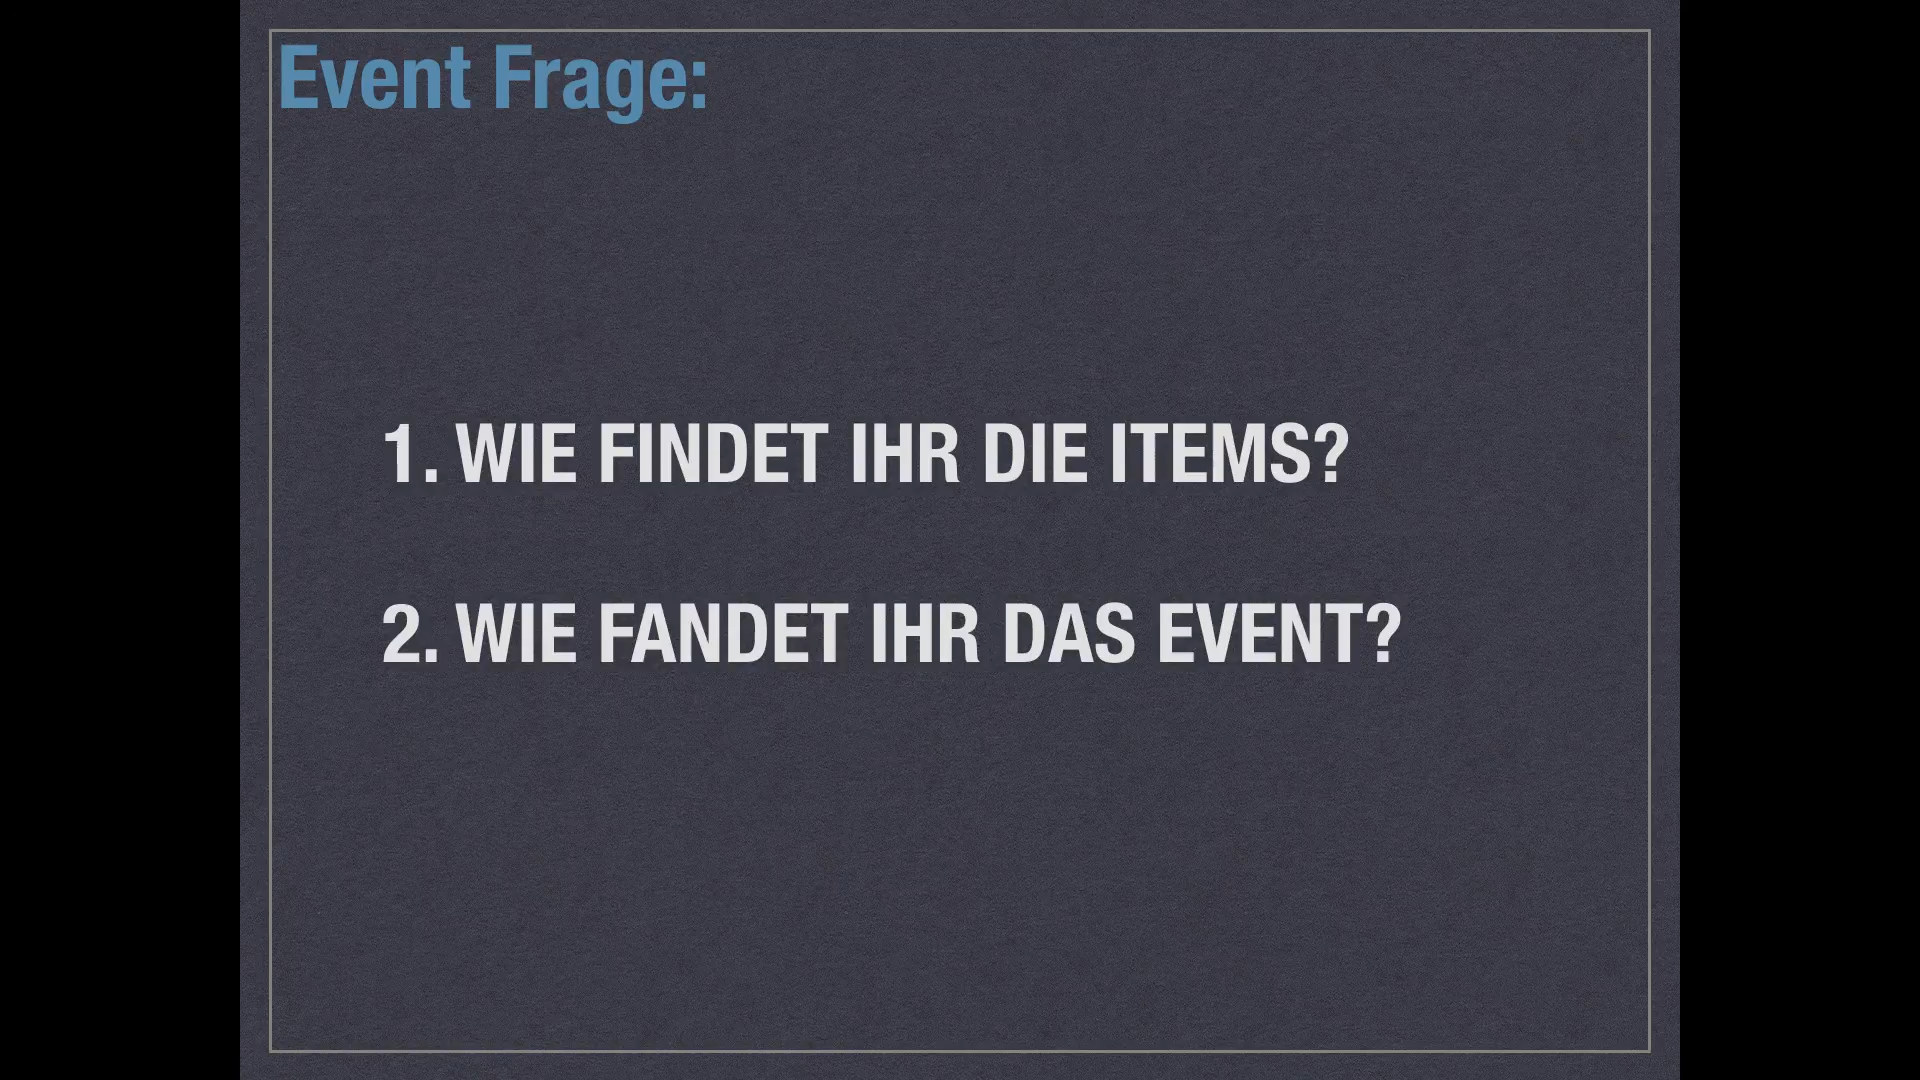 Event Frage:
1. WIE FINDET IHR DIE ITEMS?
2. WIE FANDET IHR DAS EVENT?